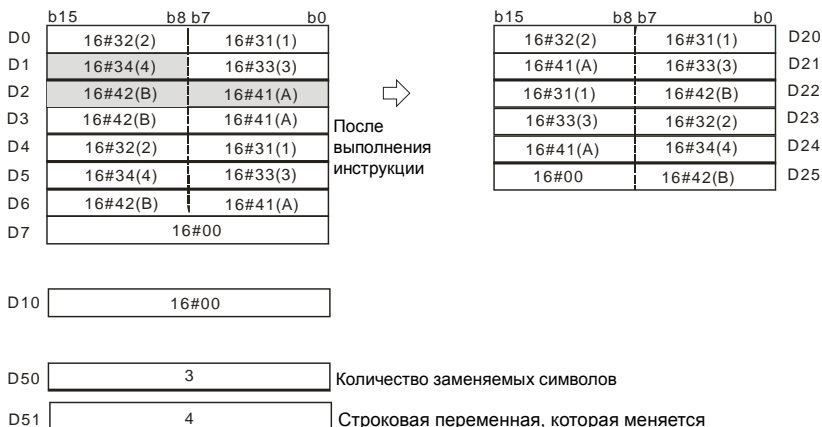 b15 b8 b7 b0
D0 16#32(2) 16#31(1)
D1 16#34(4) 16#33(3)
D2 16#42(B) 16#41(A)
D3 16#42(B) 16#41(A)
D4 16#32(2) 16#31(1)
D5 16#34(4) 16#33(3)
D6 16#42(B) 16#41(A)
D7 16#00
После
выполнения
инструкции
b15 b8 b7 b0
16#32(2) 16#31(1) D20
16#41(A) 16#33(3) D21
16#31(1) 16#42(B) D22
16#33(3) 16#32(2) D23
16#41(A) 16#34(4) D24
16#00 16#42(B) D25
D10 16#00
D50 3 Количество заменяемых символов
D51 4 Строковая переменная, которая меняется